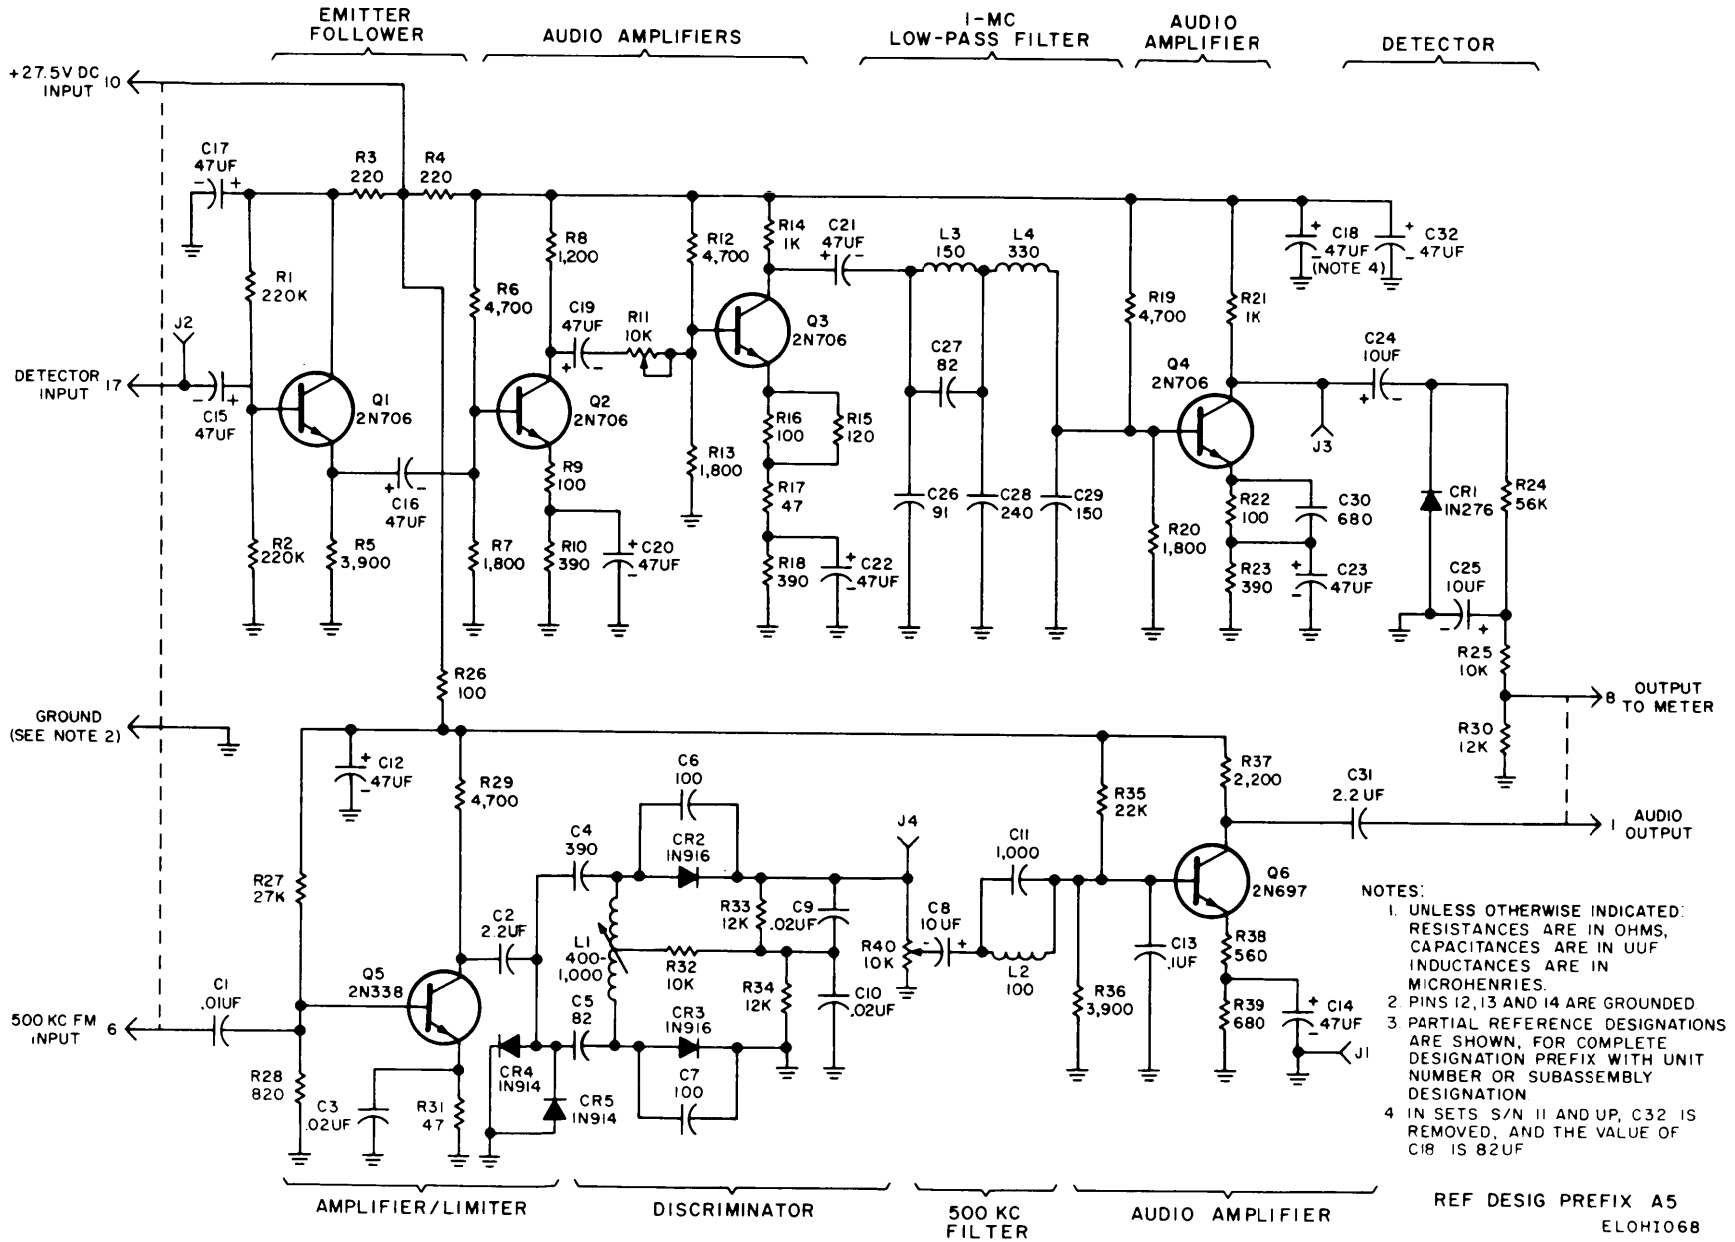 EMITTER
FOLLOWER
AUDIO AMPLIFIERS
1-MC
LOW-PASS FILTER
AUDIO
AMPLIFIER
DETECTOR
+27.5V DC
INPUT
10
C17
47UF
- +
R3
220
R4
220
R1
220K
J2
DETECTOR
INPUT
17
- +
C15
47UF
Q1
2N706
R2
220K
R5
3,900
+ -
C16
47UF
R6
4,700
R7
1,800
R8
1,200
C19
47UF
+ -
R11
10K
Q2
2N706
R9
100
R10
390
+
C20
47UF
-
R12
4,700
R13
1,800
R14
1K
C21
47UF
+ -
Q3
2N706
R16
100
R15
120
R17
47
R18
390
+
C22
47UF
-
L3
150
L4
330
C27
82
C26
91
C28
240
C29
150
R19
4,700
R20
1,800
R21
1K
Q4
2N706
R22
100
C30
680
R23
390
+
C23
47UF
-
+
C18
47UF
-
(NOTE 4)
+
C32
47UF
-
J3
C24
10UF
+ -
CR1
1N276
R24
56K
C25
10UF
- +
R25
10K
R30
12K
8
OUTPUT
TO METER
R26
100
GROUND
(SEE NOTE 2)
+
C12
47UF
-
R29
4,700
R27
27K
C1
.01UF
500 KC FM
INPUT
6
R28
820
C3
.02UF
R31
47
Q5
2N338
C2
2.2UF
C4
390
C6
100
CR2
1N916
L1
400-
1,000
R32
10K
R33
12K
C9
.02UF
R34
12K
C10
.02UF
C5
82
CR3
1N916
C7
100
CR4
1N914
CR5
1N914
J4
R40
10K
C8
10UF
- +
C11
1,000
L2
100
R35
22K
R36
3,900
C13
.1UF
R37
2,200
Q6
2N697
R38
560
R39
680
+
C14
47UF
-
J1
C31
2.2UF
1
AUDIO
OUTPUT
NOTES:
1. UNLESS OTHERWISE INDICATED:
RESISTANCES ARE IN OHMS,
CAPACITANCES ARE IN UUF
INDUCTANCES ARE IN
MICROHENRIES.
2. PINS 12, 13 AND 14 ARE GROUNDED
3. PARTIAL REFERENCE DESIGNATIONS
ARE SHOWN, FOR COMPLETE
DESIGNATION PREFIX WITH UNIT
NUMBER OR SUBASSEMBLY
DESIGNATION
4 IN SETS S/N 11 AND UP, C32 IS
REMOVED, AND THE VALUE OF
C18 IS 82UF
AMPLIFIER/LIMITER
DISCRIMINATOR
500 KC
FILTER
AUDIO AMPLIFIER
REF DESIG PREFIX A5
ELOHI068